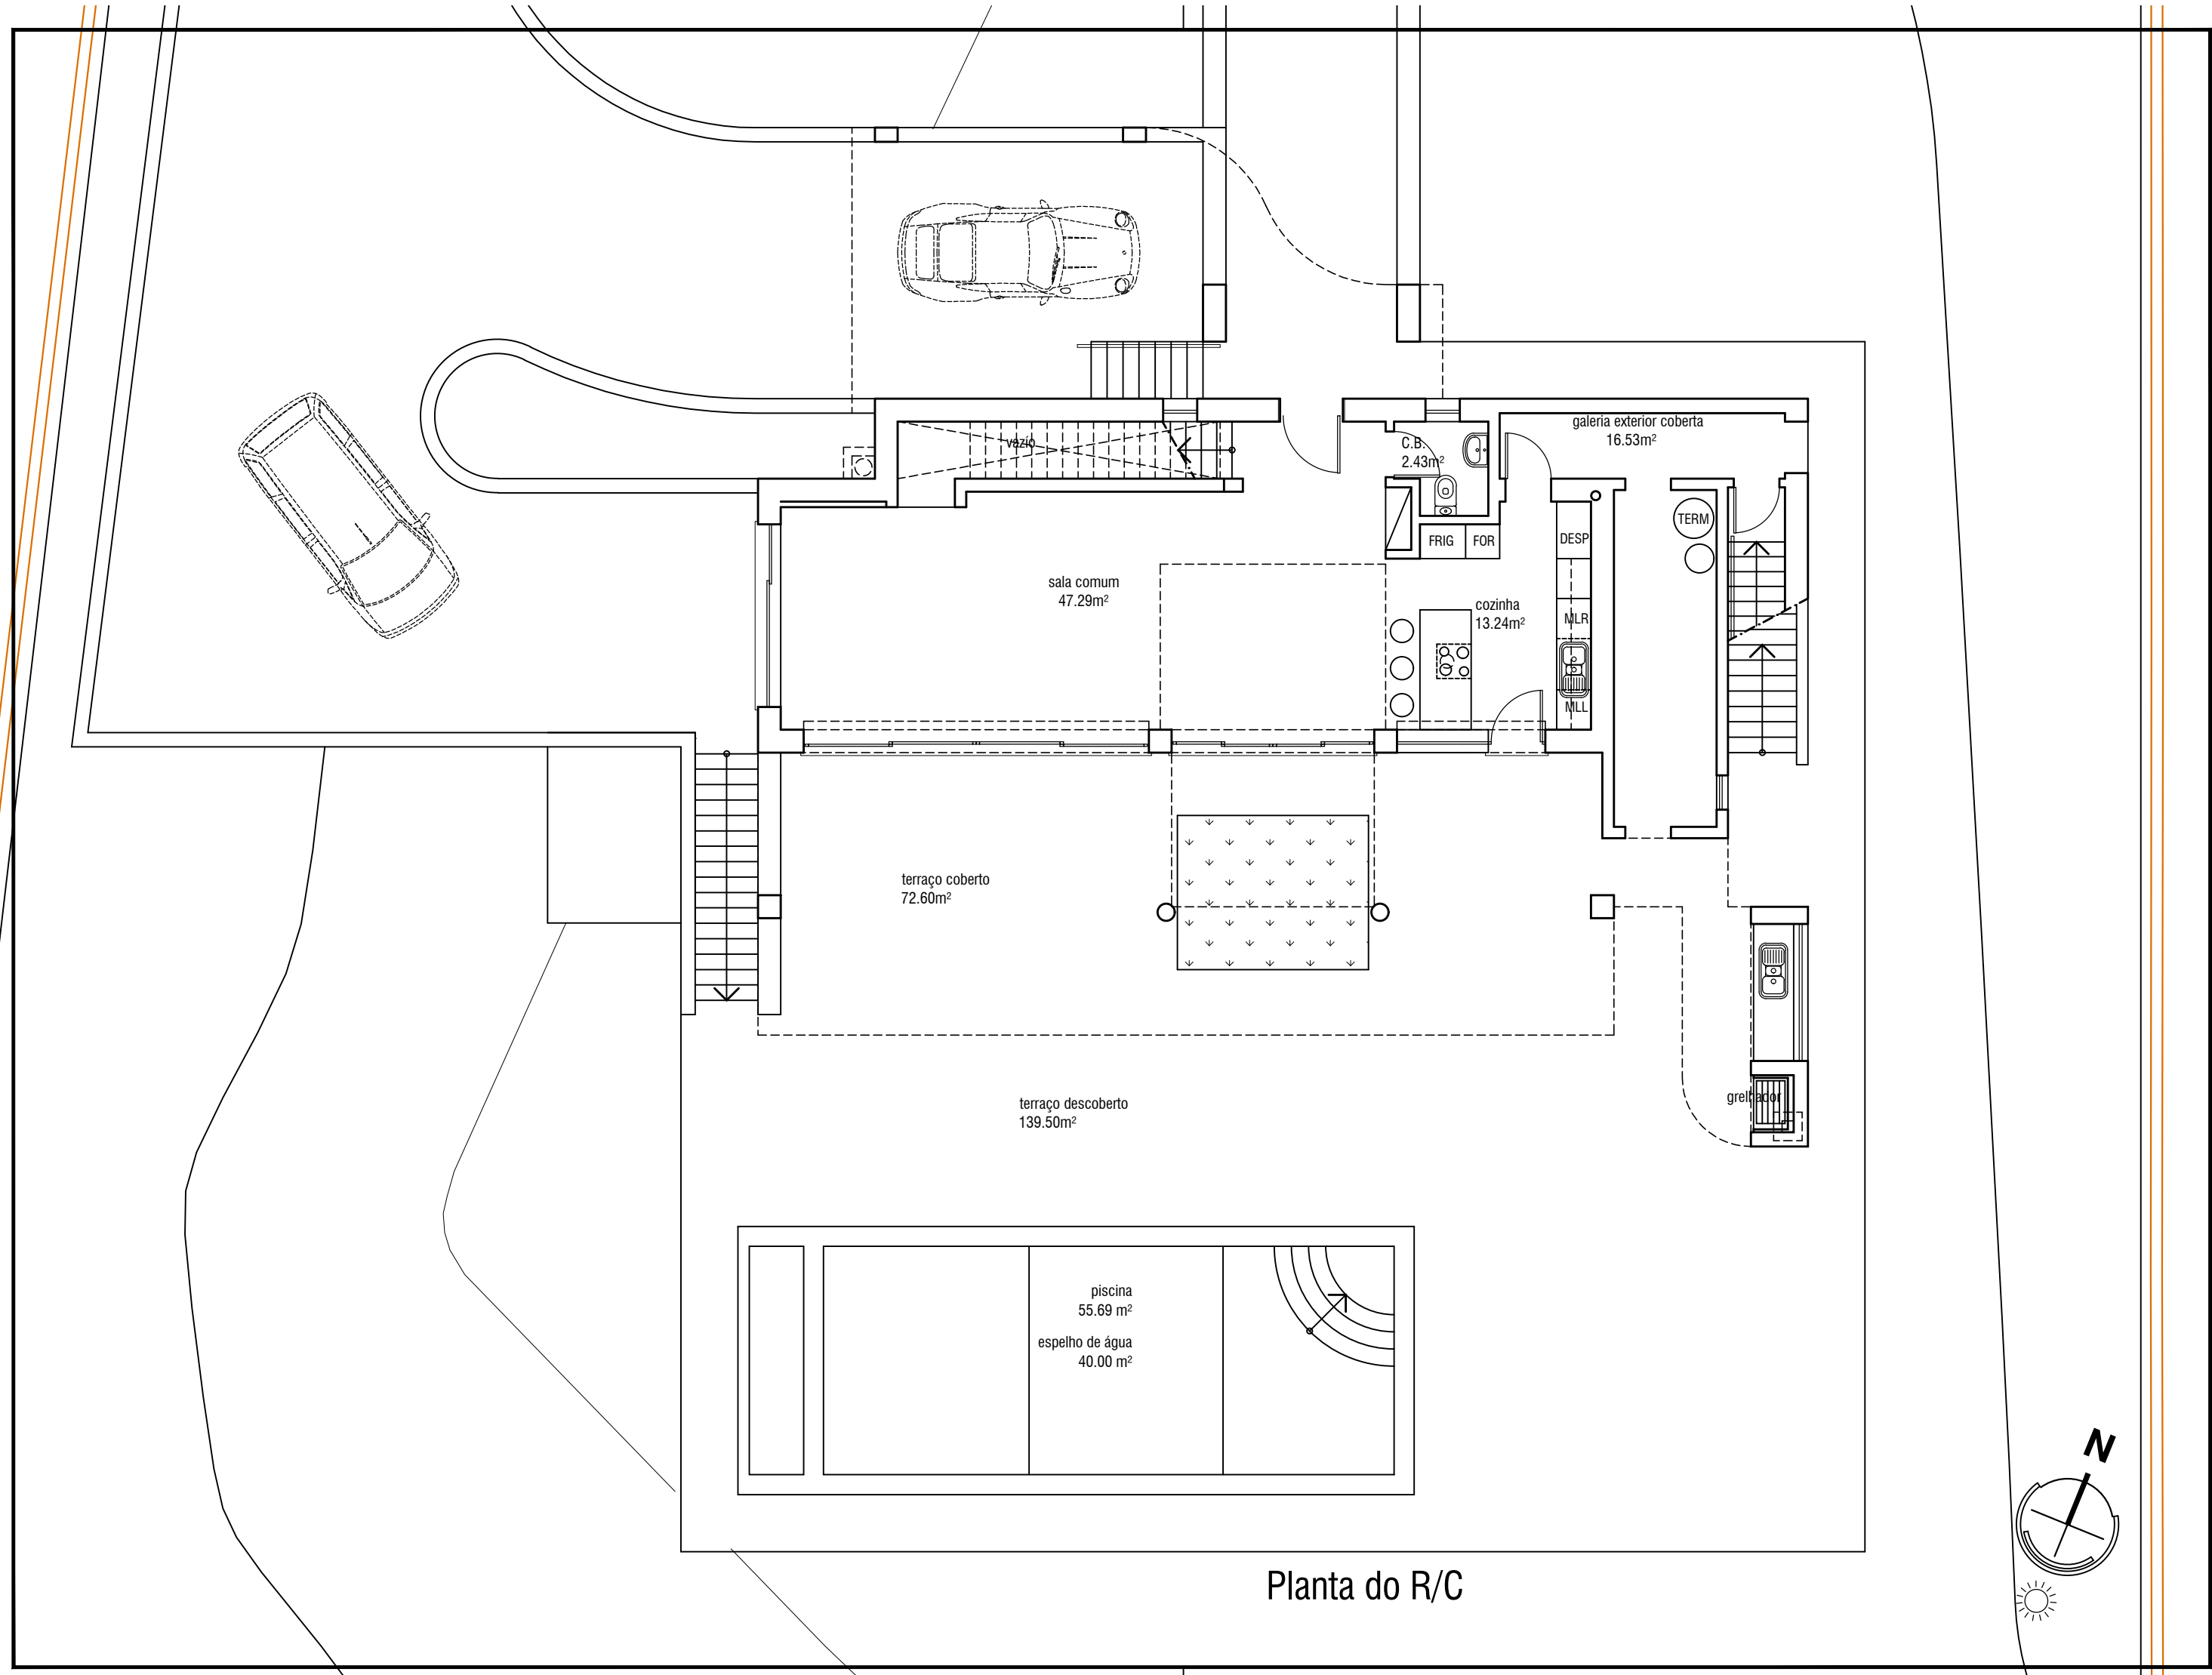 galeria exterior coberta
16.53m²
vazio
C.B.
2.43m²
TERM
FRIG
FOR
DESP
sala comum
47.29m²
cozinha
13.24m²
MLR
MLL
terraço coberto
72.60m²
grelhador
terraço descoberto
139.50m²
piscina
55.69 m²
espelho de água
40.00 m²
N
Planta do R/C